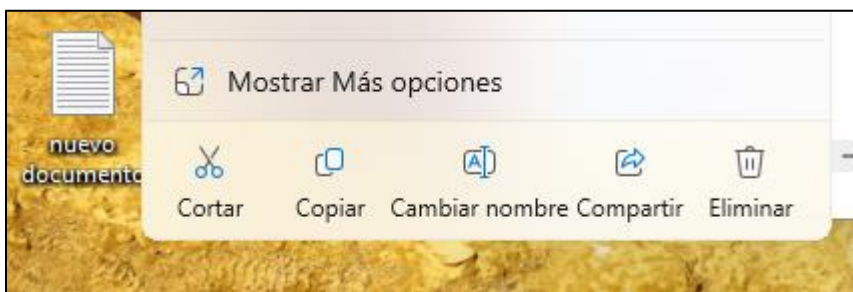 Mostrar Más opciones
nuevo
documento
Cortar Copiar Cambiar nombre Compartir Eliminar